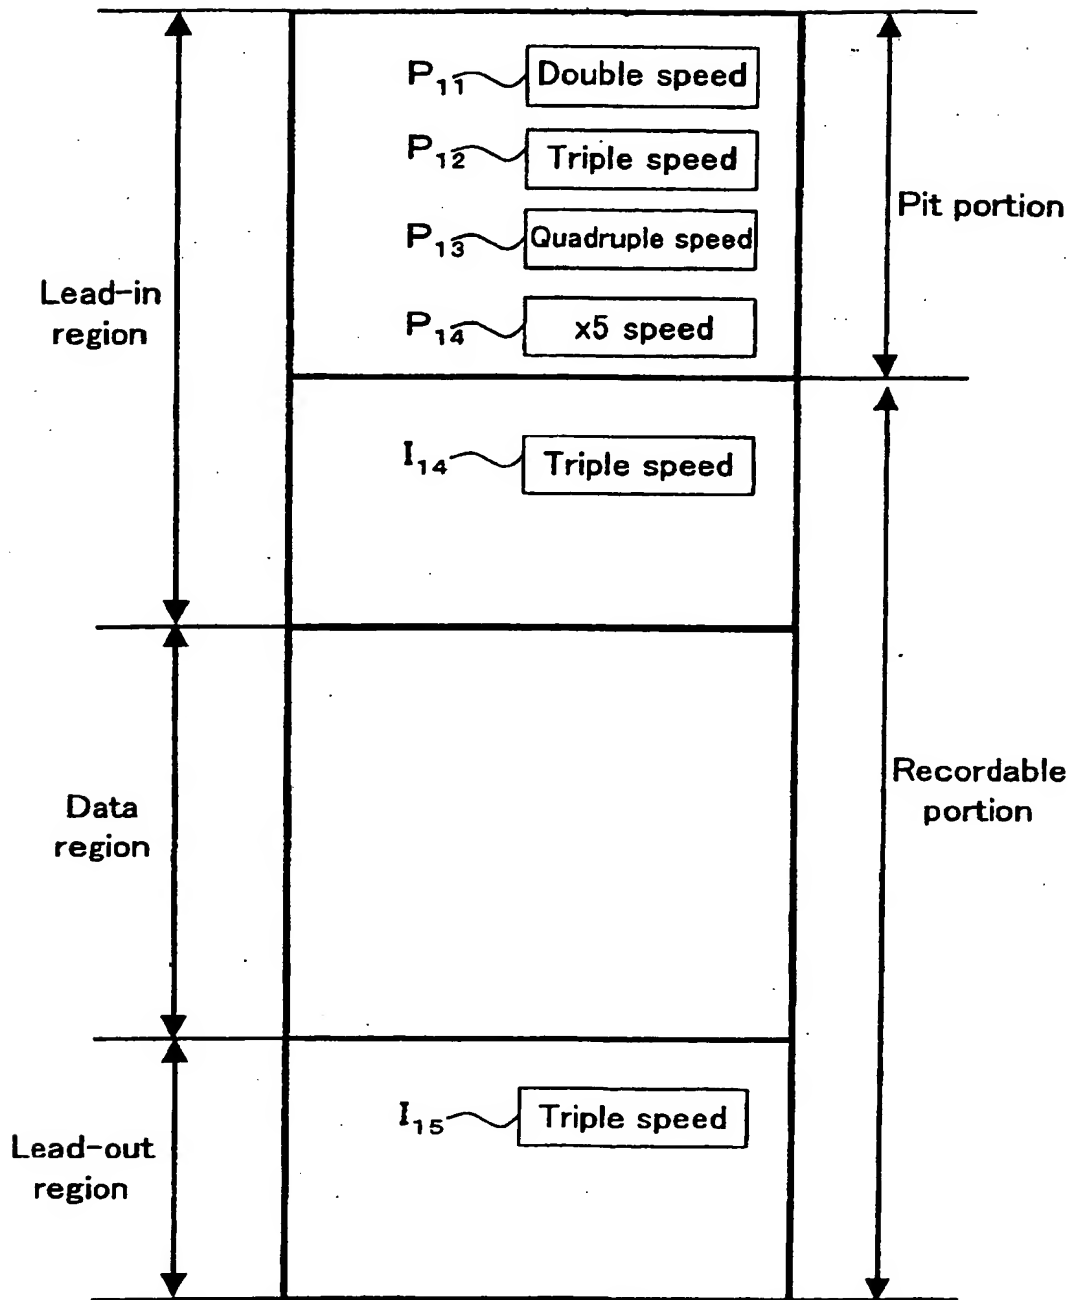 P11 Double speed
P12 Triple speed
P13 Quadruple speed
P14 x5 speed
Pit portion
Lead-in
region
I14 Triple speed
Recordable
portion
Data
region
I15 Triple speed
Lead-out
region